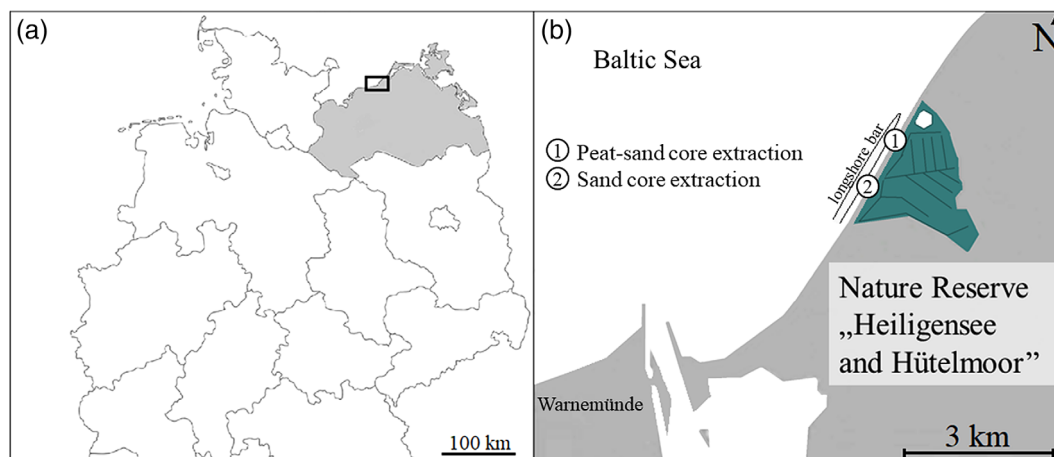 (a)
100 km
(b)
N
Baltic Sea
longshore bar
1
2
① Peat-sand core extraction
② Sand core extraction
Nature Reserve
„Heiligensee
and Hütelmoor”
Warnemünde
3 km